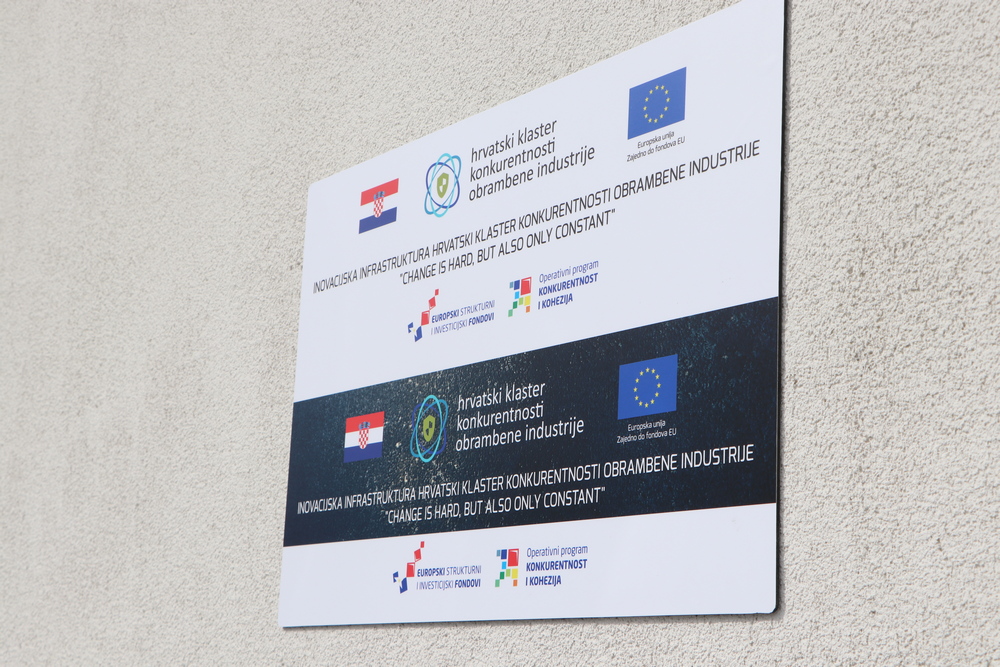 hrvatski klaster
konkurentnosti
obrambene industrije
Europska unija
Zajedno do fondova EU
INOVACIJSKA INFRASTRUKTURA HRVATSKI KLASTER KONKURENTNOSTI OBRAMBENE INDUSTRIJE
"CHANGE IS HARD, BUT ALSO ONLY CONSTANT"
EUROPSKI STRUKTURNI
I INVESTICIJSKI FONDOVI
Operativni program
KONKURENTNOST
I KOHEZIJA
hrvatski klaster
konkurentnosti
obrambene industrije
Europska unija
Zajedno do fondova EU
INOVACIJSKA INFRASTRUKTURA HRVATSKI KLASTER KONKURENTNOSTI OBRAMBENE INDUSTRIJE
"CHANGE IS HARD, BUT ALSO ONLY CONSTANT"
EUROPSKI STRUKTURNI
I INVESTICIJSKI FONDOVI
Operativni program
KONKURENTNOST
I KOHEZIJA